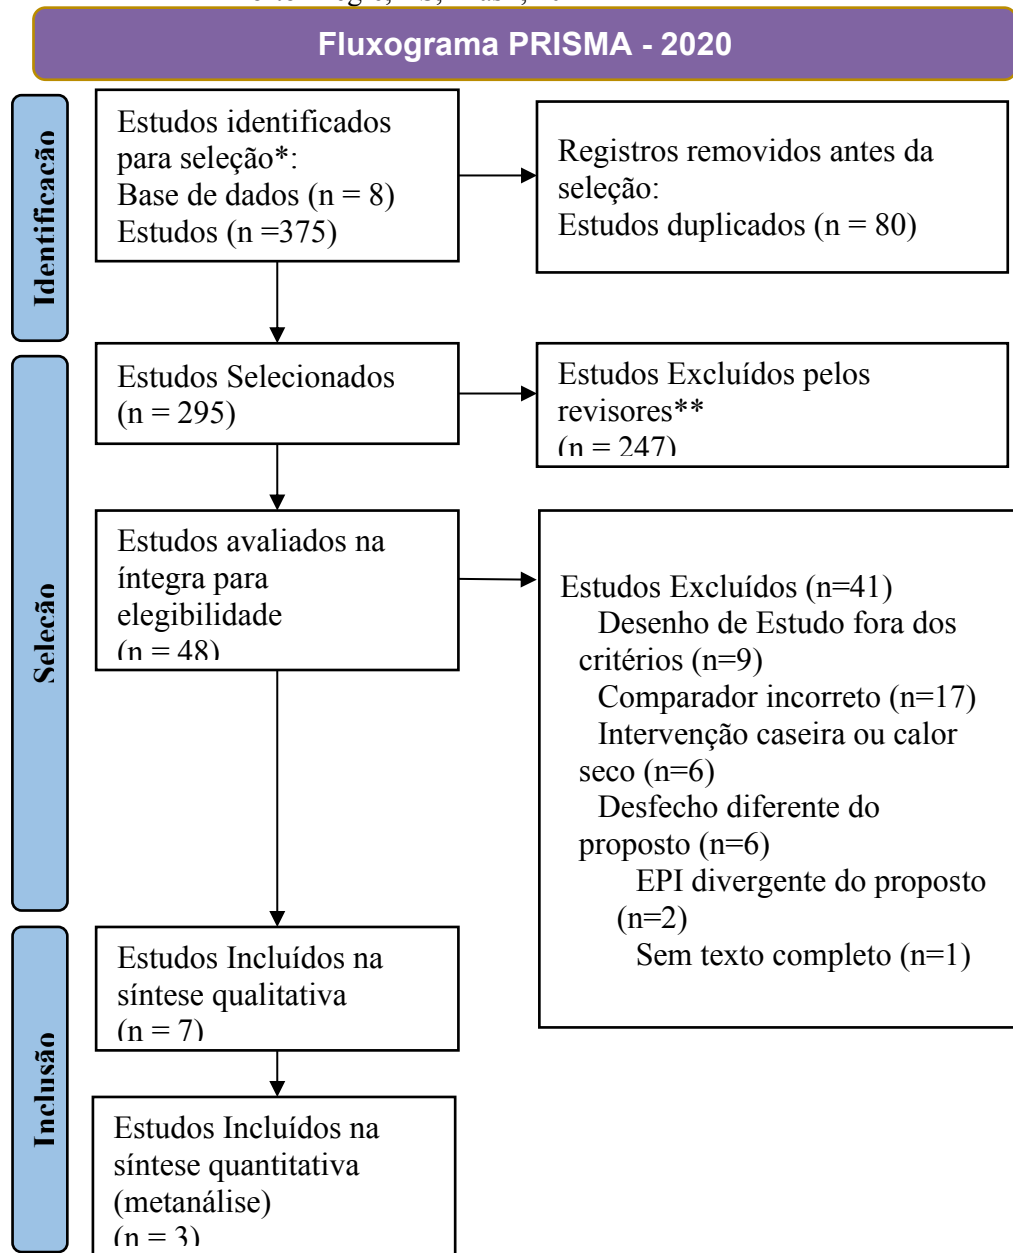 Fluxograma PRISMA - 2020
Identificação
Estudos identificados
para seleção*:
Base de dados (n = 8)
Estudos (n =375)
Registros removidos antes da
seleção:
Estudos duplicados (n = 80)
Seleção
Estudos Selecionados
(n = 295)
Estudos Excluídos pelos
revisores**
(n = 247)
Estudos avaliados na
íntegra para
elegibilidade
(n = 48)
Estudos Excluídos (n=41)
Desenho de Estudo fora dos
critérios (n=9)
Comparador incorreto (n=17)
Intervenção caseira ou calor
seco (n=6)
Desfecho diferente do
proposto (n=6)
EPI divergente do proposto
(n=2)
Sem texto completo (n=1)
Inclusão
Estudos Incluídos na
síntese qualitativa
(n = 7)
Estudos Incluídos na
síntese quantitativa
(metanálise)
(n = 3)